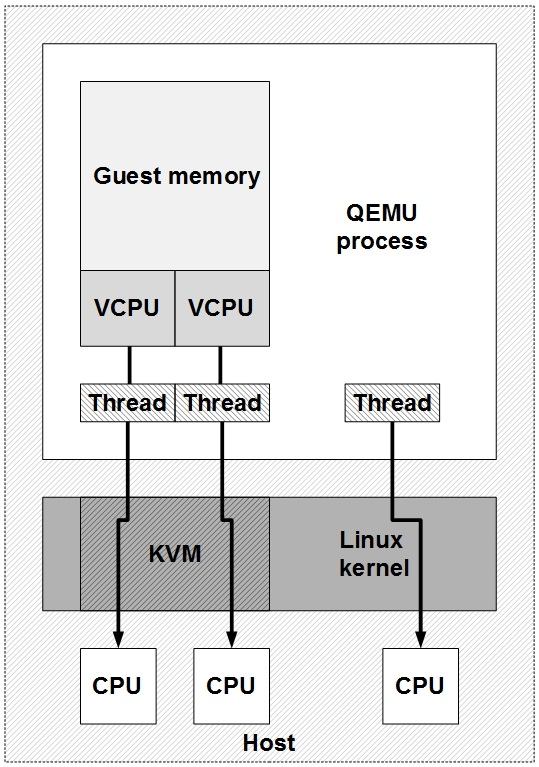 Guest memory
QEMU
process
VCPU
VCPU
Thread
Thread
Thread
KVM
Linux
kernel
CPU
CPU
CPU
Host